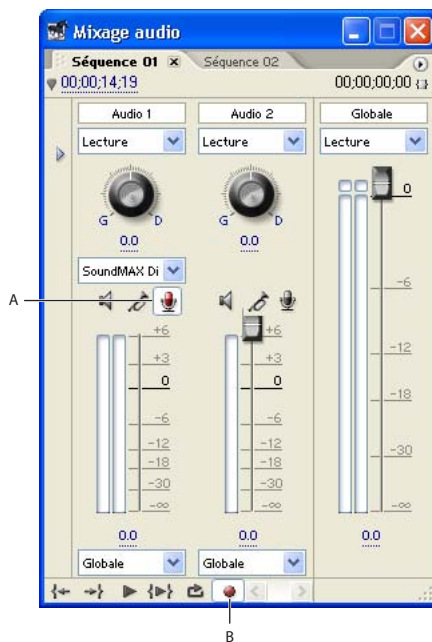 Mixage audio
Séquence 01 x Séquence 02
00;00;14;19 00;00;00;00
Audio 1 Audio 2 Globale
Lecture Lecture Lecture
G D G D
0.0 0.0
SoundMAX Di
A
0
-6
-12
-18
-30
-∞
+6 +6
+3 +3
0 0
-6 -6
-12 -12
-18 -18
-30 -30
-∞ -∞
0.0 0.0 0.0
Globale Globale
B